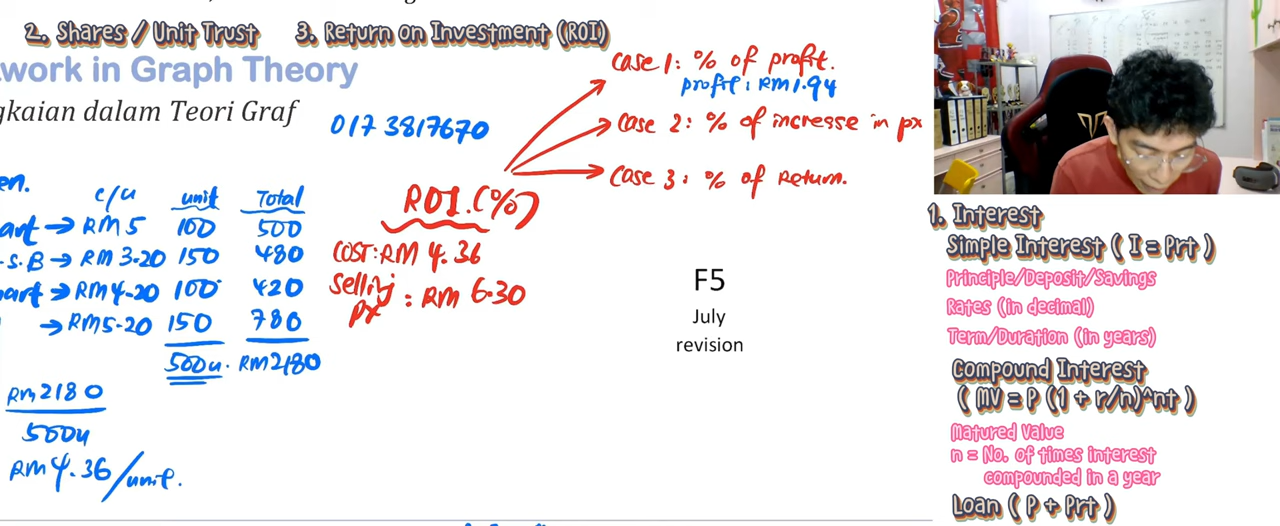 2. Shares / Unit Trust
3. Return on Investment (ROI)
work in Graph Theory
gkaian dalam Teori Graf
017 3817670
Case 1: % of profit.
profit: RM1.94
Case 2: % of increase in px
Case 3: % of Return.
en.
c/u unit Total
art → RM 5 100 500
.S.B → RM 3.20 150 480
art → RM 4.20 100 420
→ RM 5.20 150 780
500u. RM2180
RM2180
500u
RM 4.36/unit.
ROI.(%)
COST: RM 4.36
Selling px : RM 6.30
F5
July
revision
1. Interest
Simple Interest ( I = Prt )
Principle/Deposit/Savings
Rates (in decimal)
Term/Duration (in years)
Compound Interest
( MV = P (1 + r/n)^nt )
Matured Value
n = No. of times interest
compounded in a year
Loan ( P + Prt )